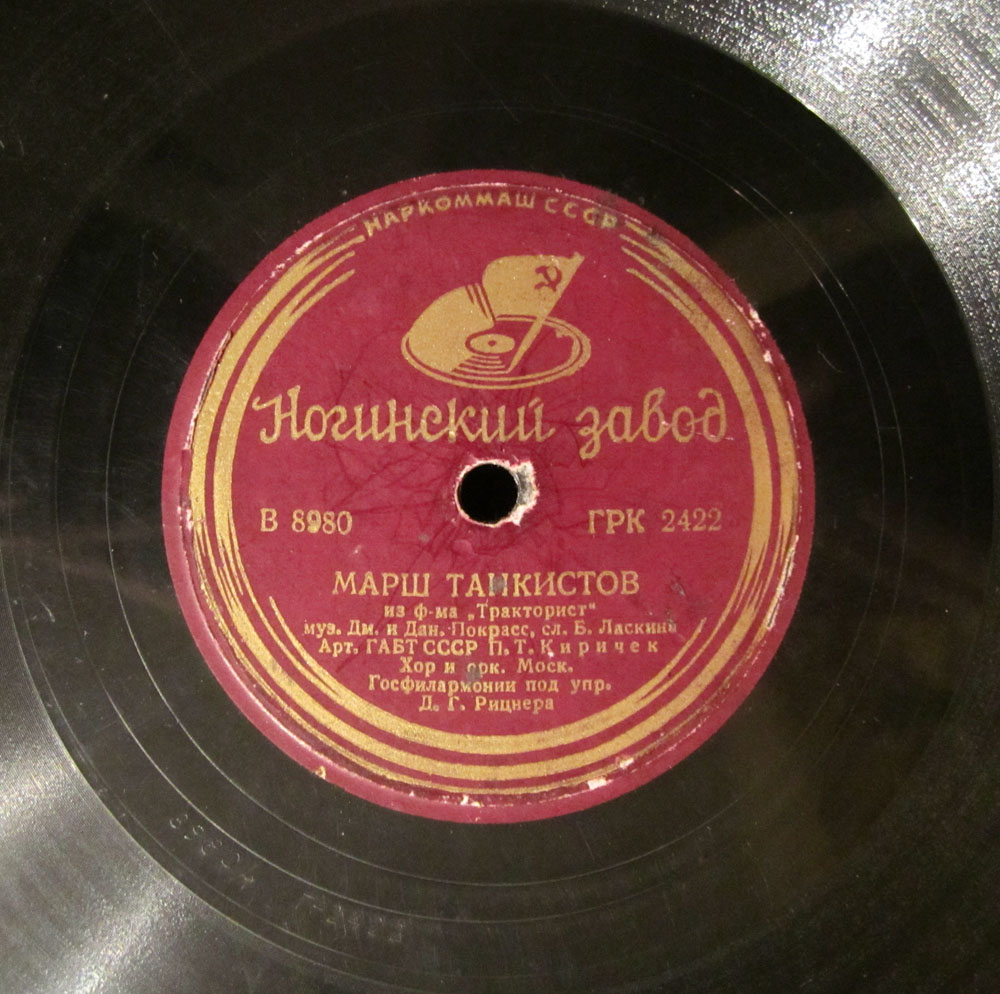 НАРКОММАШ СССР
Ногинский завод
В 8980 ГРК 2422
МАРШ ТАНКИСТОВ
из ф-ма „Тракторист“
муз. Дм. и Дан. Покрасс, сл. Б. Ласкина
Арт. ГАБТ СССР П. Т. Киричек
Хор и орк. Моск.
Госфилармонии под упр.
Д. Г. Рицнера